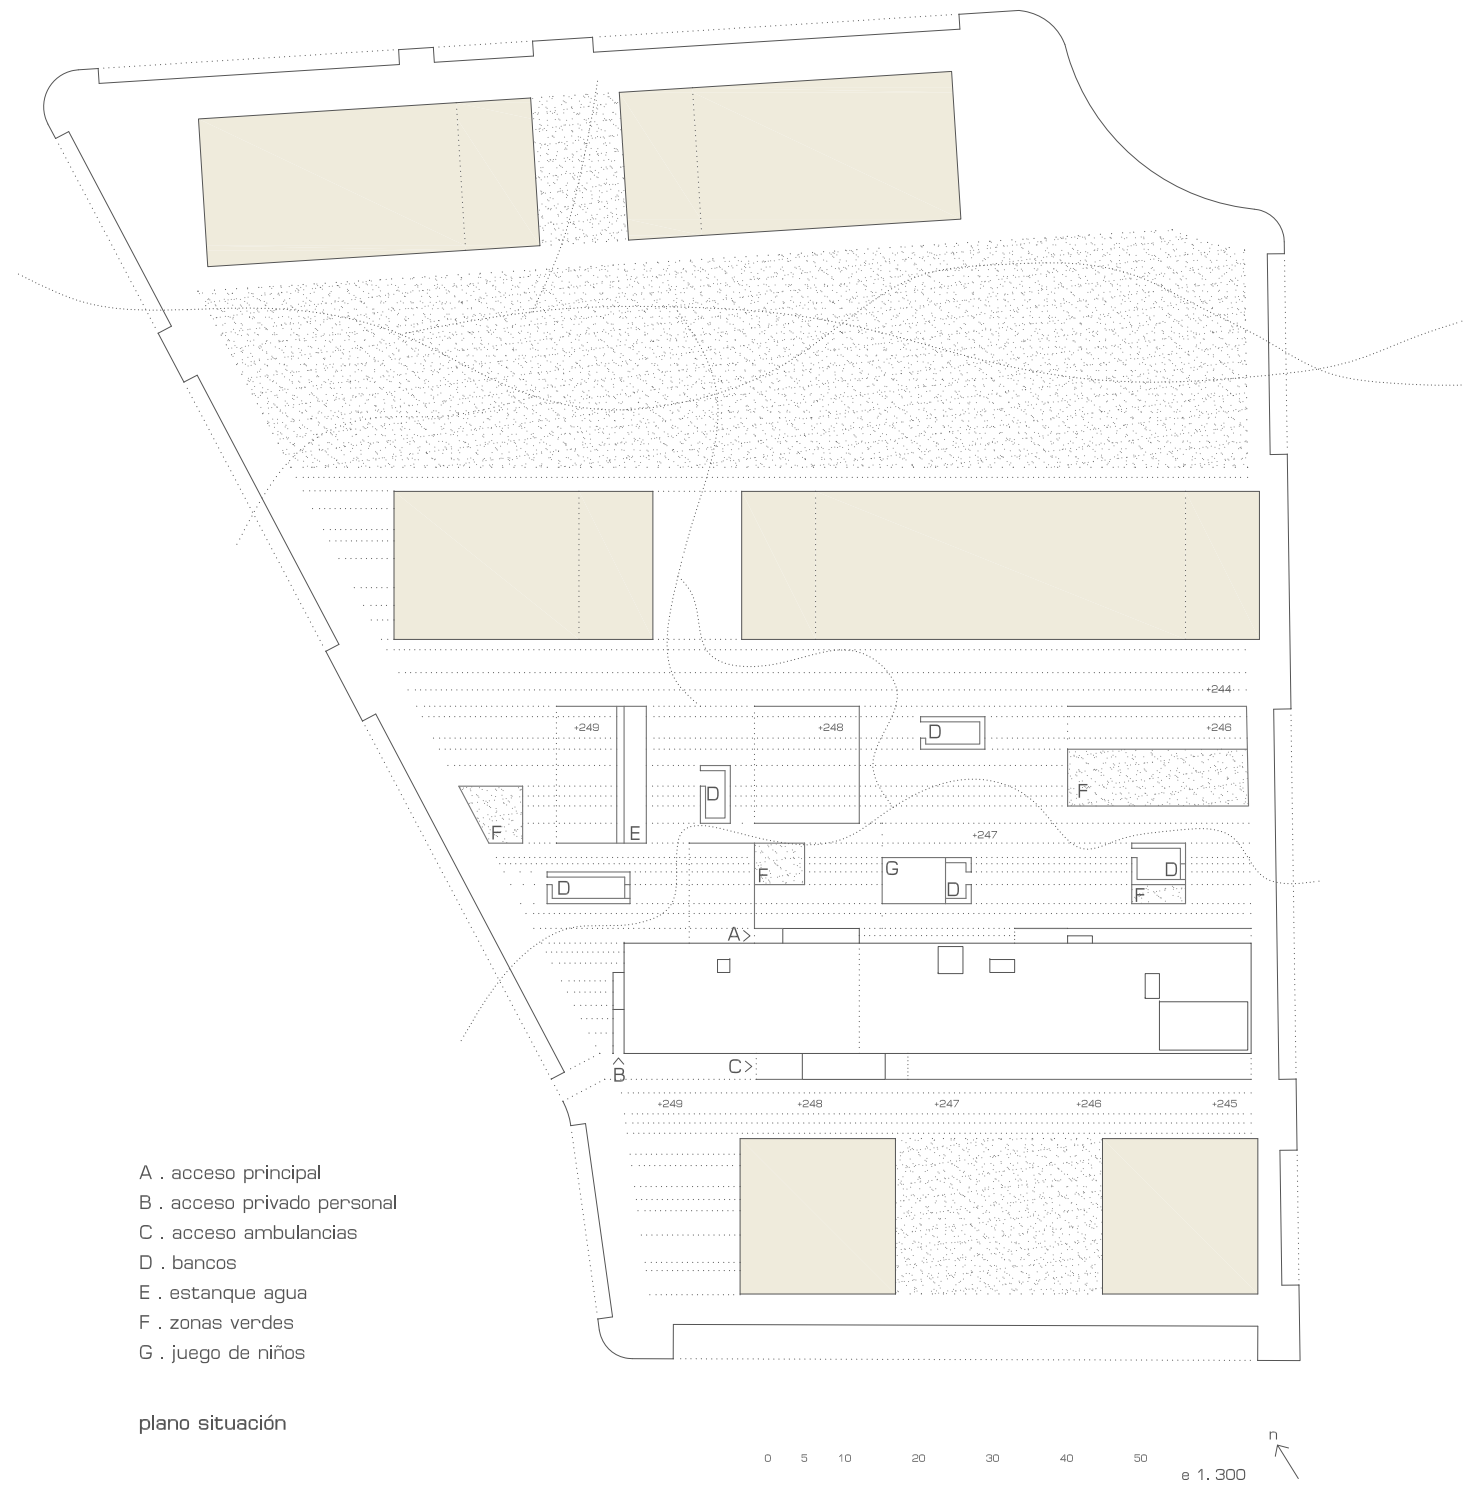 +244
+249 +248 D +246
D F
F E
+247
D F G D D
F
A>
B C>
+249 +248 +247 +246 +245
A . acceso principal
B . acceso privado personal
C . acceso ambulancias
D . bancos
E . estanque agua
F . zonas verdes
G . juego de niños
plano situación
n
0 5 10 20 30 40 50
e 1.300